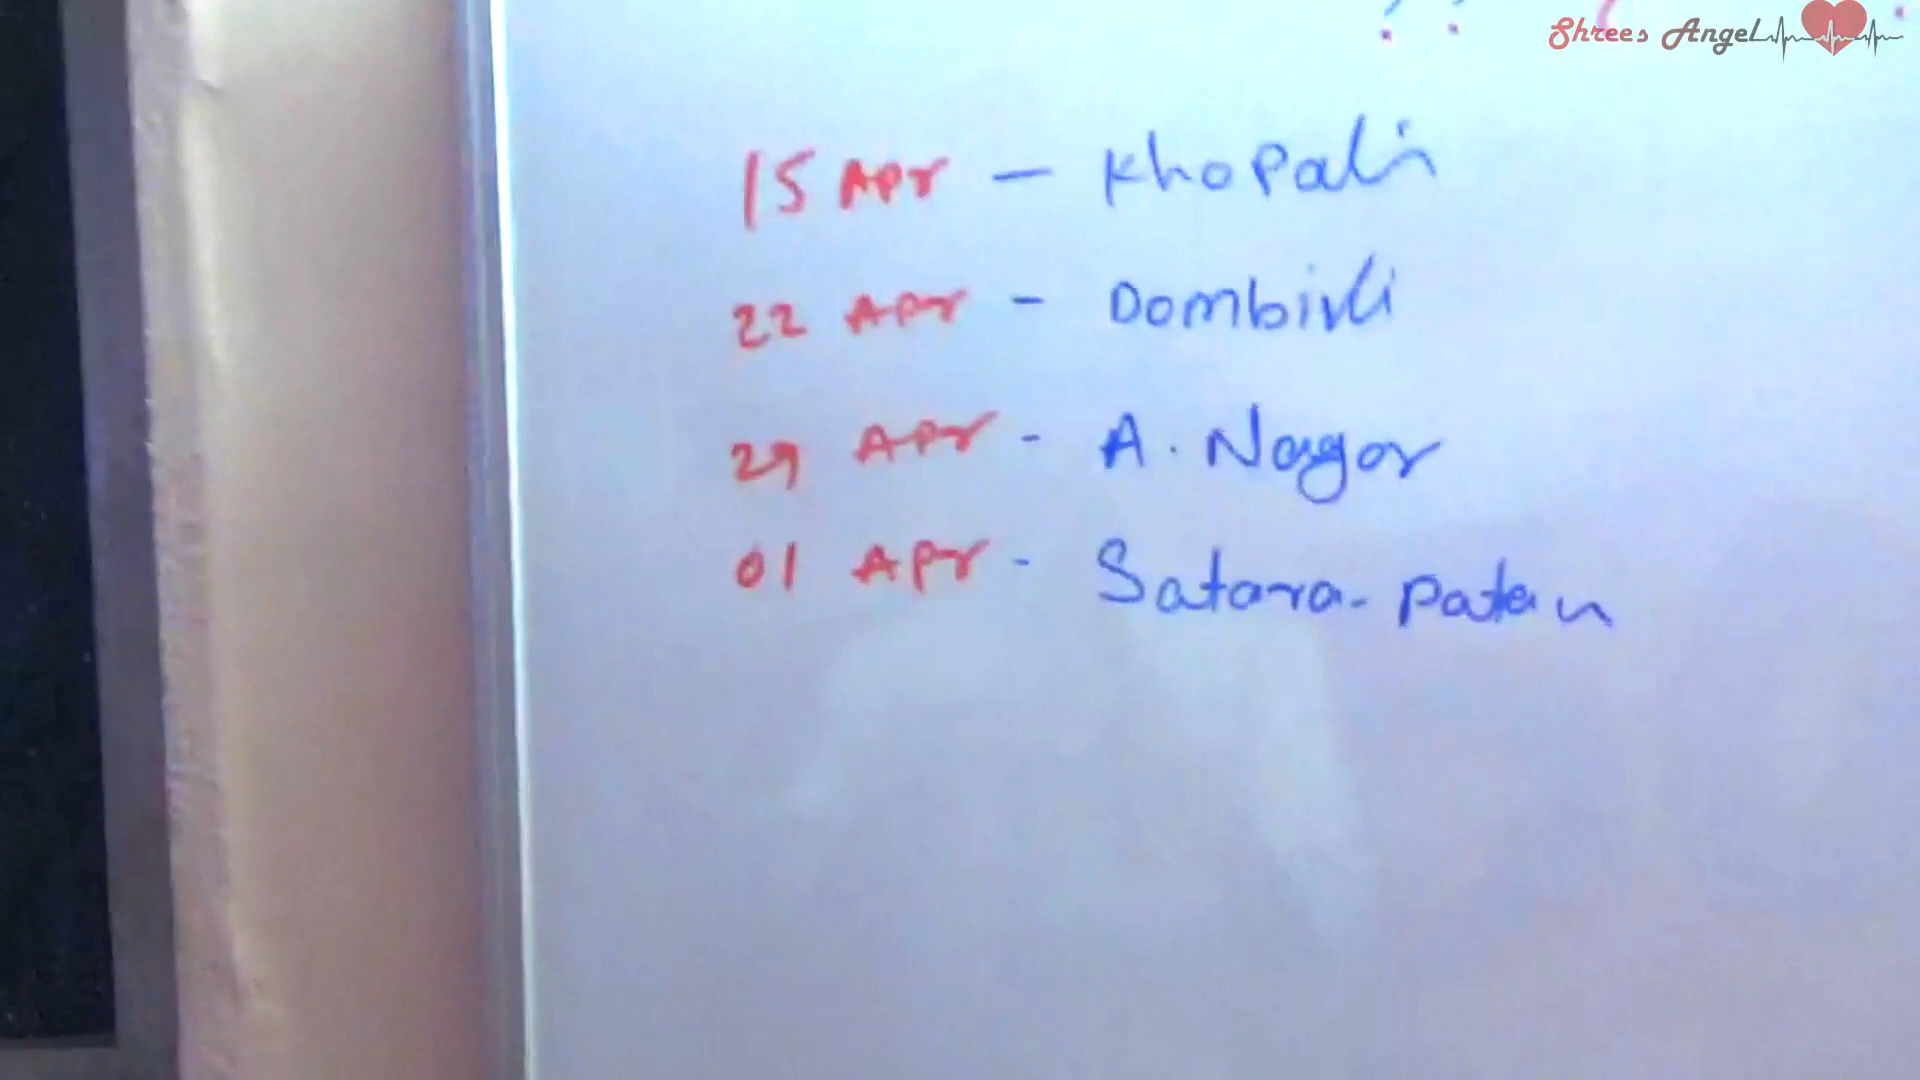 Shrees Angel
15 Apr - Khopali
22 Apr - Dombivli
29 Apr - A. Nagar
01 Apr - Satara - Patan